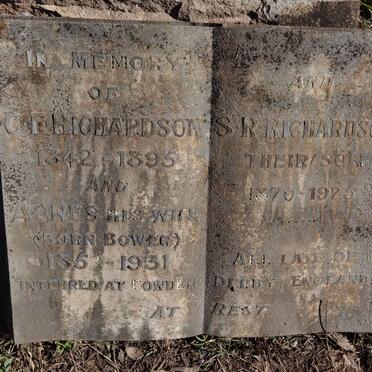 IN MEMORY
OF
RICHARDSON
1842-1895
AND
AGNES HIS WIFE
(BORN BOWER)
1931
INTERRED AT BOWDEN
AT
AND
S.R. RICHARDSO
THEIR SON
1870-1925
ALL LATE OF
DERBY ENGLAND
REST